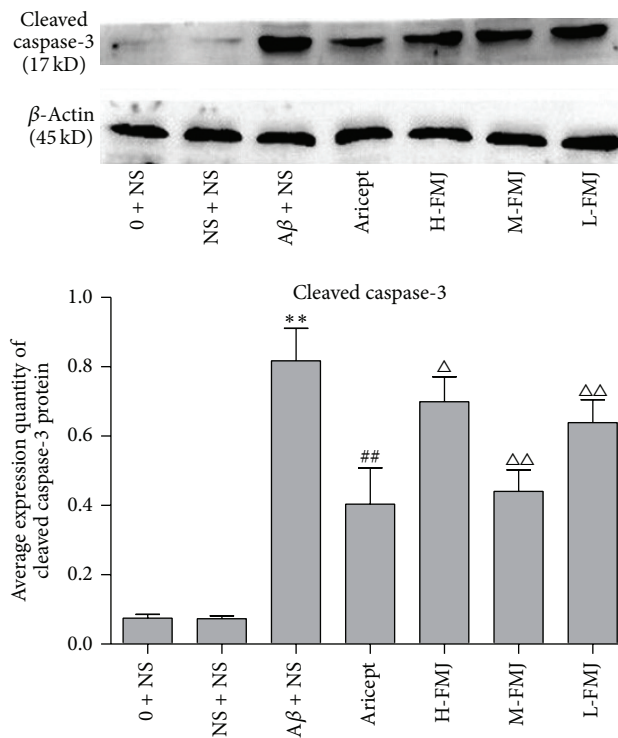 Cleaved
caspase-3
(17 kD)
β-Actin
(45 kD)
0 + NS
NS + NS
Aβ + NS
Aricept
H-FMJ
M-FMJ
L-FMJ
Cleaved caspase-3
Average expression quantity of
cleaved caspase-3 protein
1.0
0.8
0.6
0.4
0.2
0.0
**
##
△
△△
△△
0 + NS
NS + NS
Aβ + NS
Aricept
H-FMJ
M-FMJ
L-FMJ